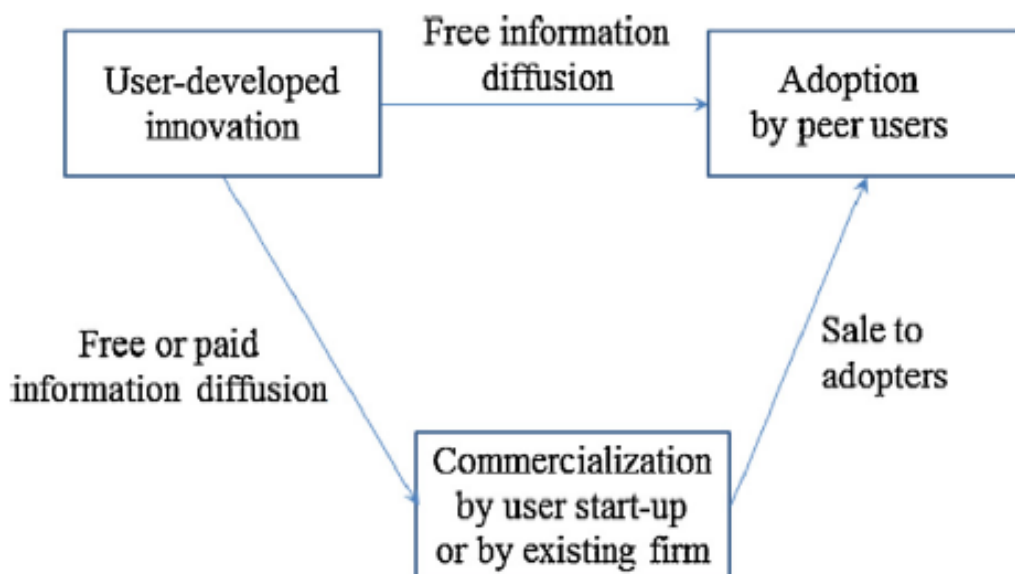 Free information
diffusion
User-developed
innovation
Adoption
by peer users
Free or paid
information diffusion
Sale to
adopters
Commercialization
by user start-up
or by existing firm